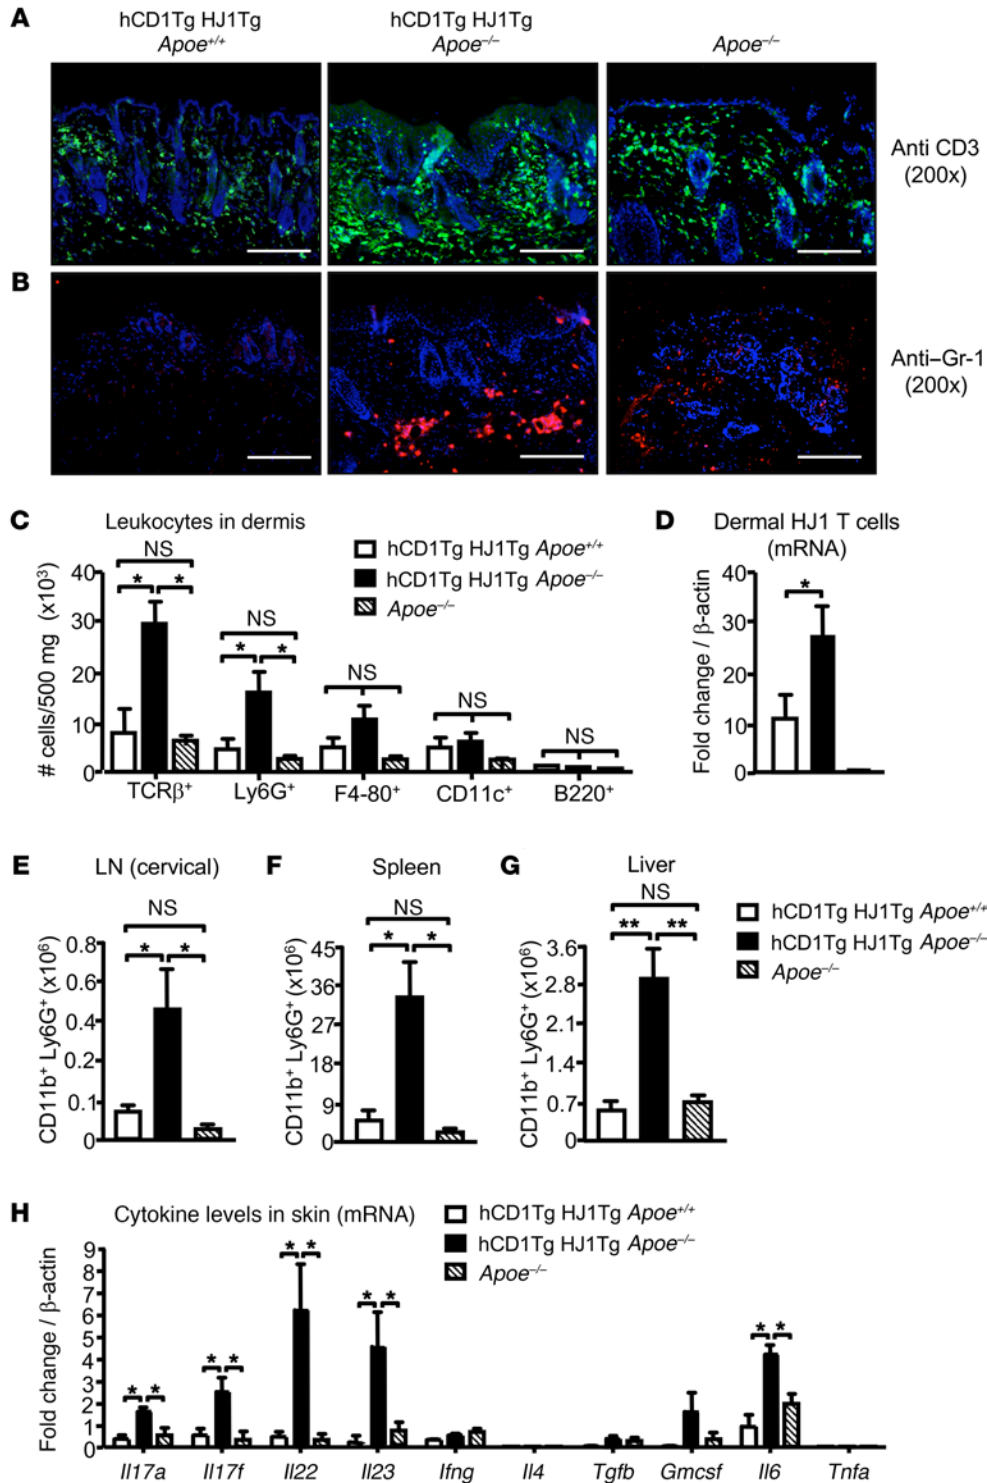 A
hCD1Tg HJ1Tg
Apoe+/+
hCD1Tg HJ1Tg
Apoe–/–
Apoe–/–
Anti CD3
(200x)
B
Anti–Gr-1
(200x)
C
Leukocytes in dermis
hCD1Tg HJ1Tg Apoe+/+
hCD1Tg HJ1Tg Apoe–/–
Apoe–/–
# cells/500 mg (x10³)
40
30
20
10
0
NS
* *
NS
* *
NS
NS
NS
TCRβ+ Ly6G+ F4-80+ CD11c+ B220+
D
Dermal HJ1 T cells
(mRNA)
Fold change / β-actin
40
30
20
10
0
*
E
LN (cervical)
CD11b+ Ly6G+ (x10⁶)
0.8
0.6
0.4
0.2
0.1
0
NS
* *
F
Spleen
CD11b+ Ly6G+ (x10⁶)
45
36
27
18
9
0
NS
* *
G
Liver
CD11b+ Ly6G+ (x10⁶)
3.6
2.8
2.1
1.4
0.7
0
NS
** **
hCD1Tg HJ1Tg Apoe+/+
hCD1Tg HJ1Tg Apoe–/–
Apoe–/–
H
Cytokine levels in skin (mRNA)
hCD1Tg HJ1Tg Apoe+/+
hCD1Tg HJ1Tg Apoe–/–
Apoe–/–
Fold change / β-actin
9
8
7
6
5
4
3
2
1
0
* *
* *
* *
* *
* *
Il17a Il17f Il22 Il23 Ifng Il4 Tgfb Gmcsf Il6 Tnfa